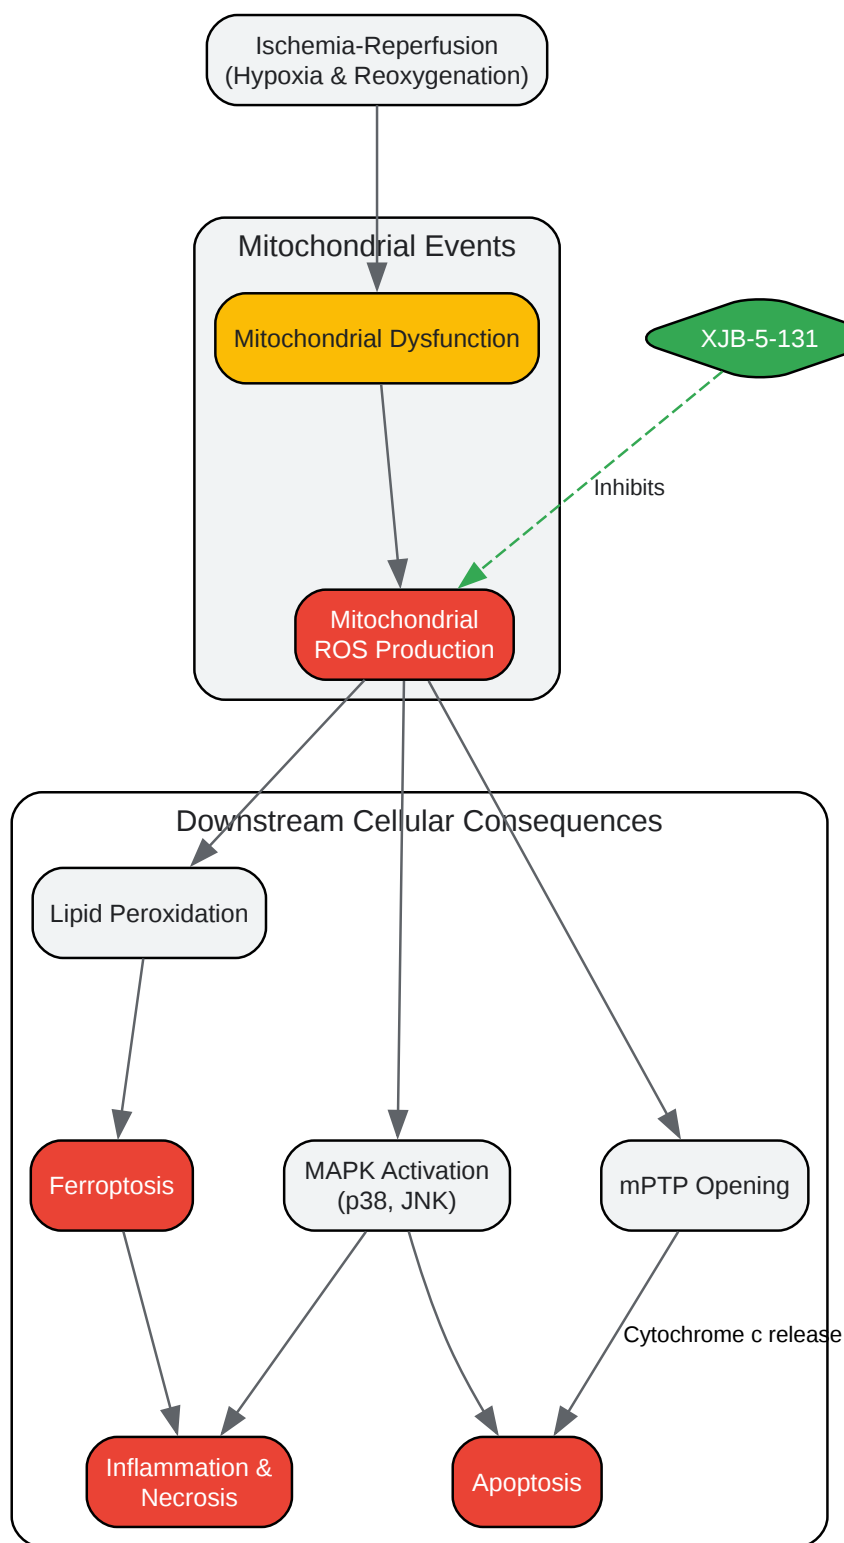 Ischemia-Reperfusion
(Hypoxia & Reoxygenation)
Mitochondrial Events
Mitochondrial Dysfunction
XJB-5-131
Inhibits
Mitochondrial
ROS Production
Downstream Cellular Consequences
Lipid Peroxidation
Ferroptosis
MAPK Activation
(p38, JNK)
mPTP Opening
Cytochrome c release
Inflammation &
Necrosis
Apoptosis